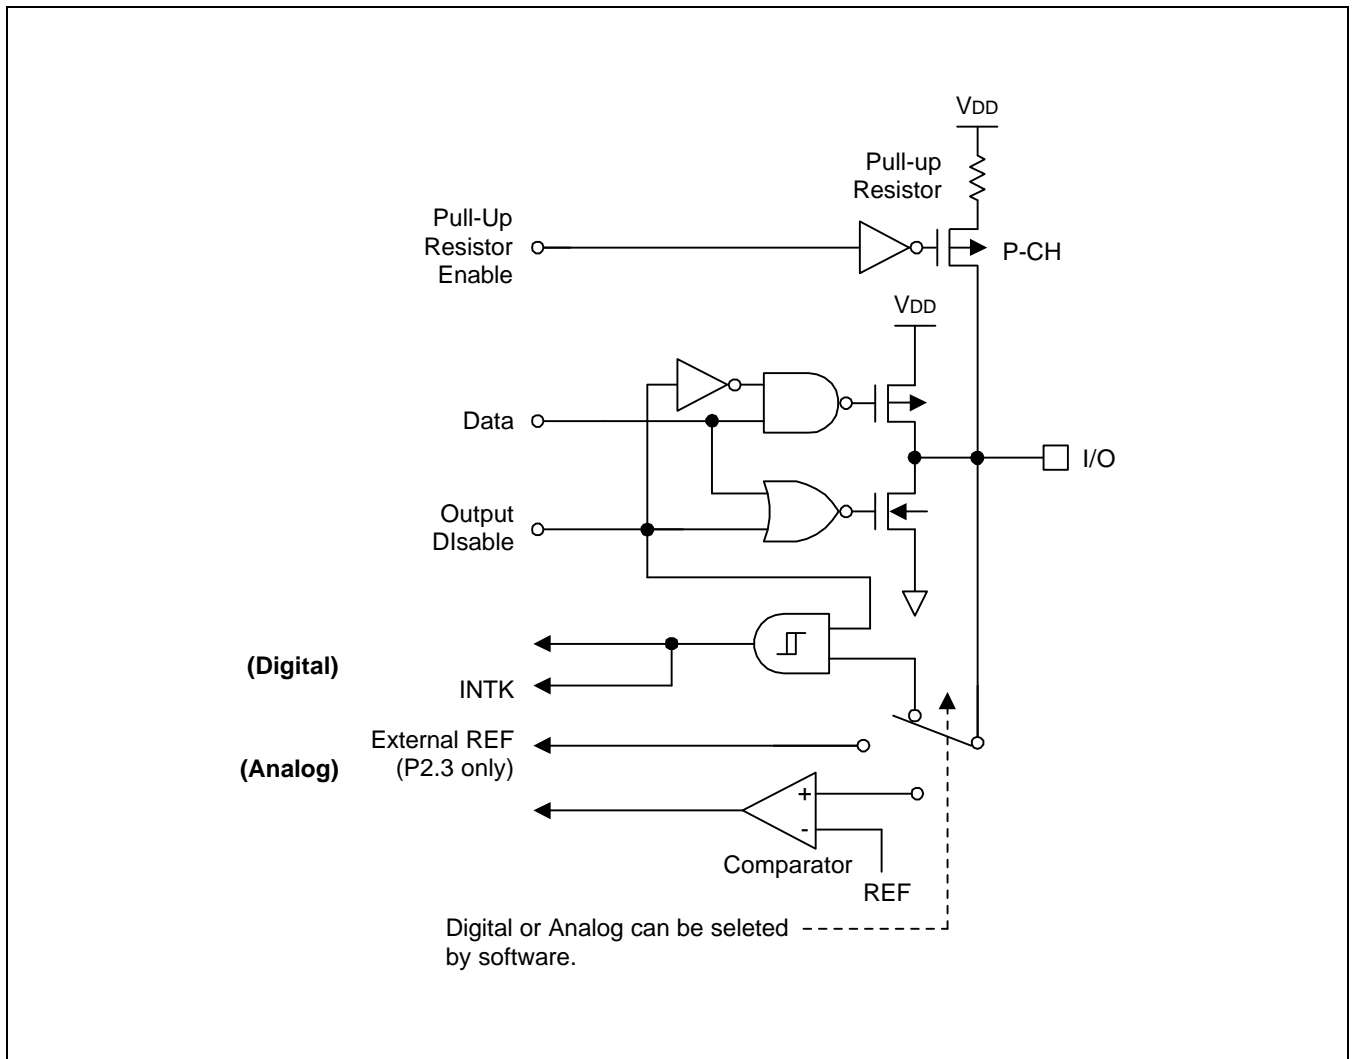 VDD
Pull-up
Resistor
Pull-Up
Resistor
Enable
P-CH
VDD
Data
I/O
Output
DIsable
(Digital)
INTK
External REF
(P2.3 only)
(Analog)
+
-
Comparator
REF
Digital or Analog can be seleted
by software.